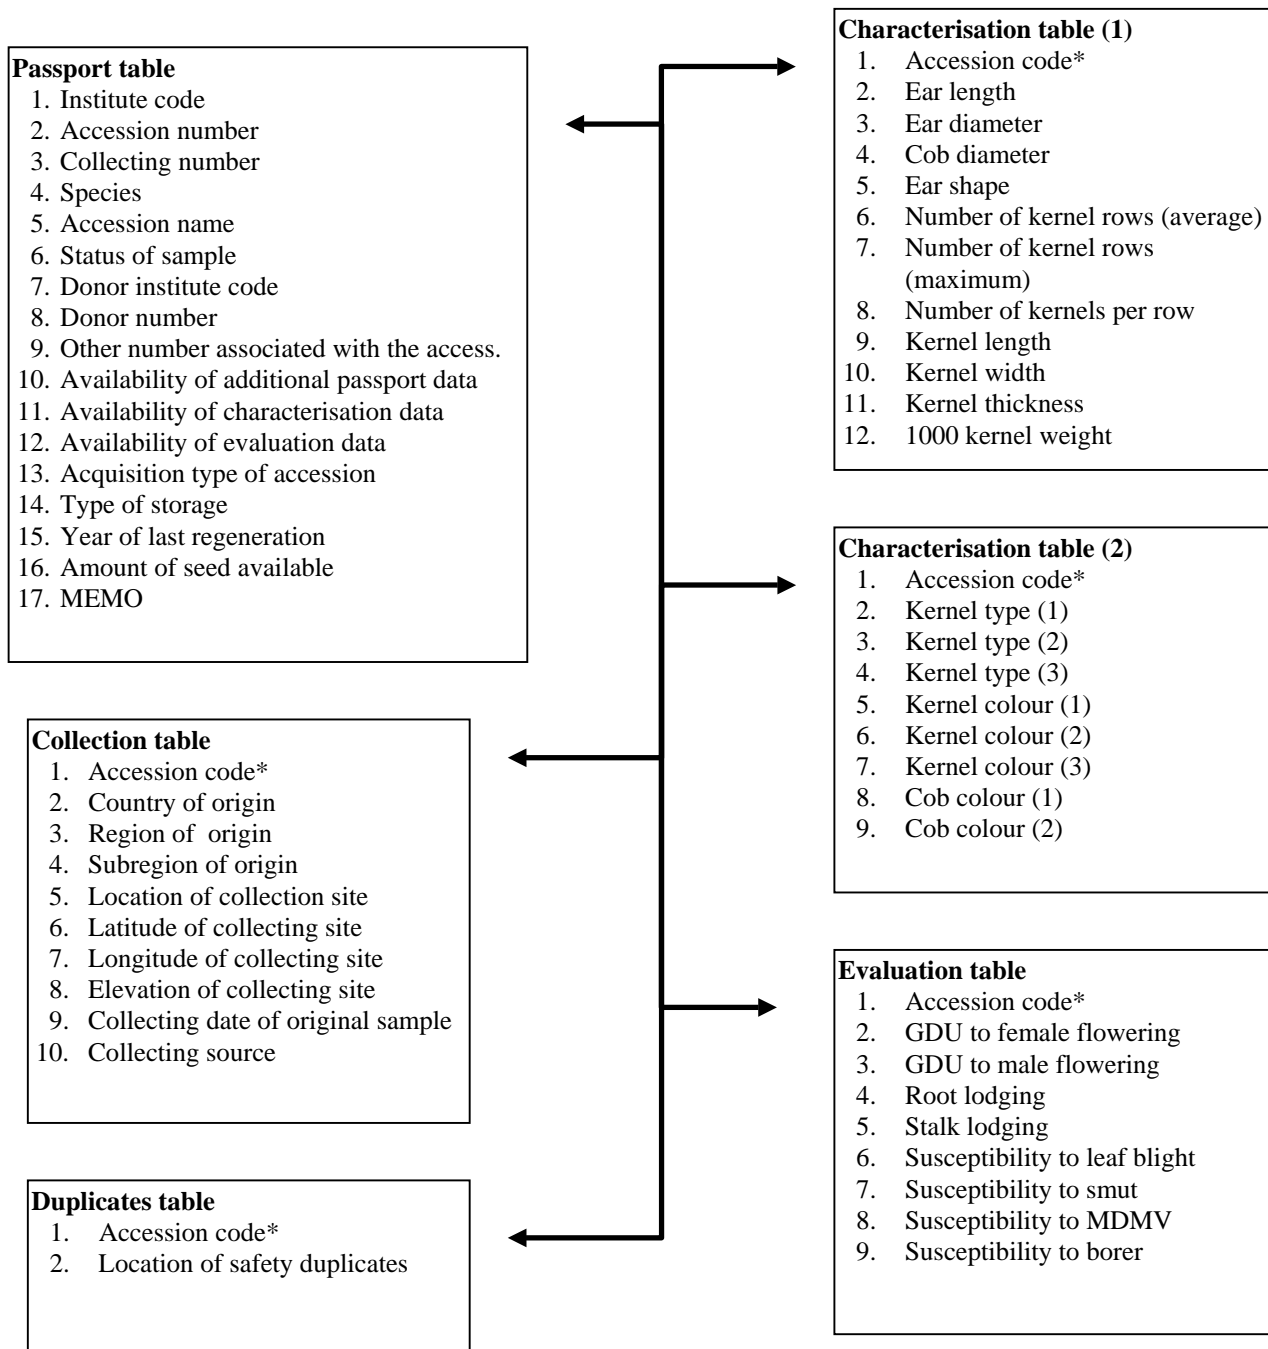 Passport table
1. Institute code
2. Accession number
3. Collecting number
4. Species
5. Accession name
6. Status of sample
7. Donor institute code
8. Donor number
9. Other number associated with the access.
10. Availability of additional passport data
11. Availability of characterisation data
12. Availability of evaluation data
13. Acquisition type of accession
14. Type of storage
15. Year of last regeneration
16. Amount of seed available
17. MEMO
Collection table
1. Accession code*
2. Country of origin
3. Region of origin
4. Subregion of origin
5. Location of collection site
6. Latitude of collecting site
7. Longitude of collecting site
8. Elevation of collecting site
9. Collecting date of original sample
10. Collecting source
Duplicates table
1. Accession code*
2. Location of safety duplicates
Characterisation table (1)
1. Accession code*
2. Ear length
3. Ear diameter
4. Cob diameter
5. Ear shape
6. Number of kernel rows (average)
7. Number of kernel rows
(maximum)
8. Number of kernels per row
9. Kernel length
10. Kernel width
11. Kernel thickness
12. 1000 kernel weight
Characterisation table (2)
1. Accession code*
2. Kernel type (1)
3. Kernel type (2)
4. Kernel type (3)
5. Kernel colour (1)
6. Kernel colour (2)
7. Kernel colour (3)
8. Cob colour (1)
9. Cob colour (2)
Evaluation table
1. Accession code*
2. GDU to female flowering
3. GDU to male flowering
4. Root lodging
5. Stalk lodging
6. Susceptibility to leaf blight
7. Susceptibility to smut
8. Susceptibility to MDMV
9. Susceptibility to borer